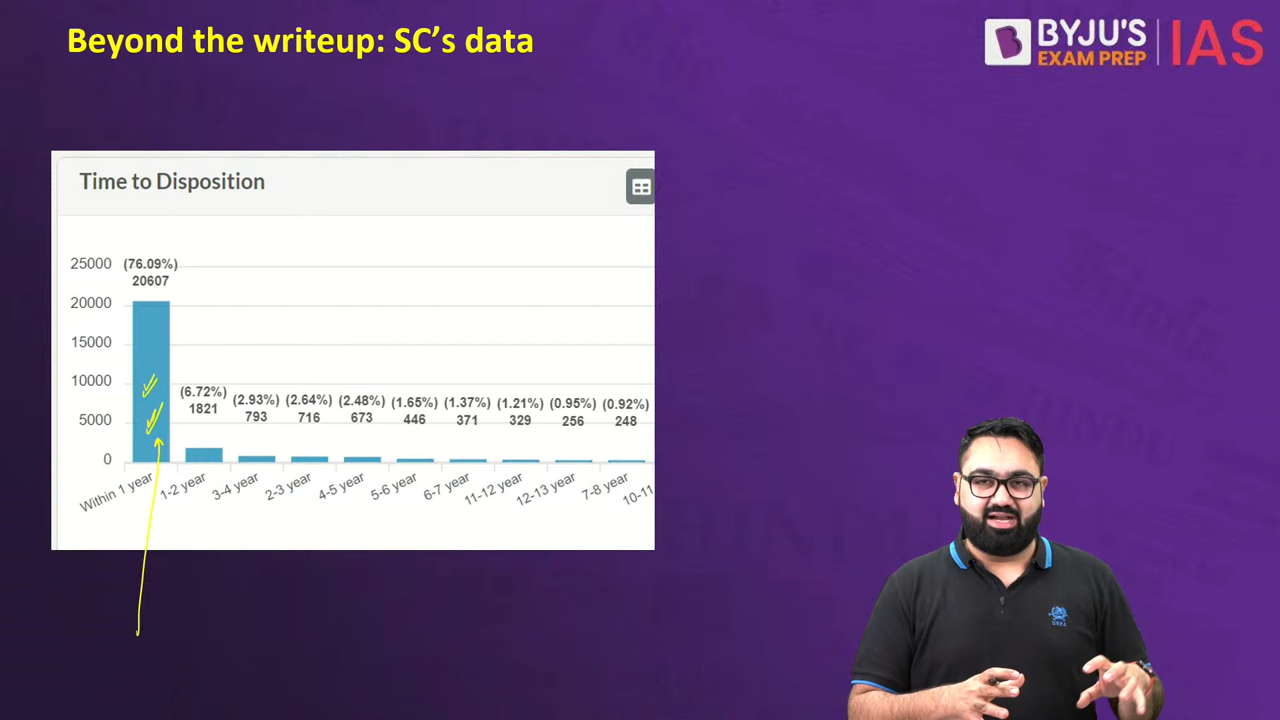 Beyond the writeup: SC's data
BYJU'S
EXAM PREP
IAS
Time to Disposition
25000
20000
15000
10000
5000
0
(76.09%)
20607
(6.72%)
1821
(2.93%)
793
(2.64%)
716
(2.48%)
673
(1.65%)
446
(1.37%)
371
(1.21%)
329
(0.95%)
256
(0.92%)
248
Within 1 year
1-2 year
3-4 year
2-3 year
4-5 year
5-6 year
6-7 year
11-12 year
12-13 year
7-8 year
10-11